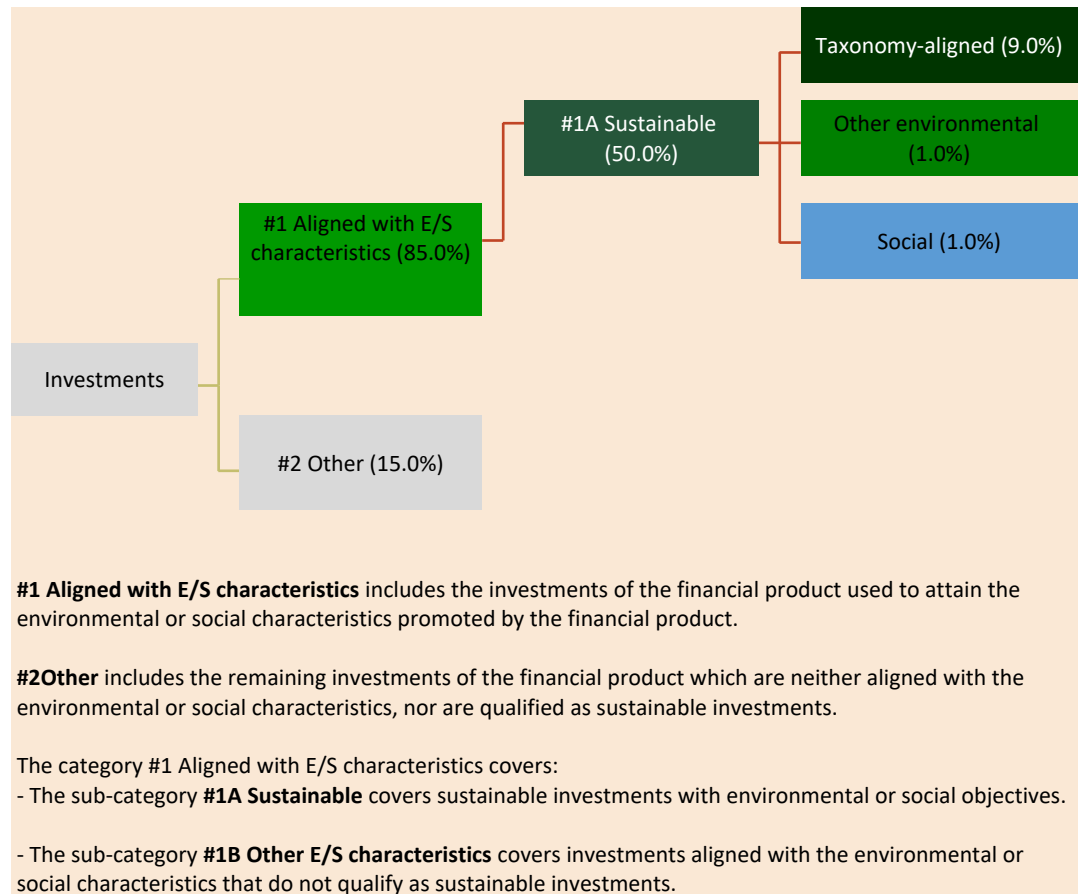 Taxonomy-aligned (9.0%)
#1A Sustainable
(50.0%)
Other environmental
(1.0%)
#1 Aligned with E/S
characteristics (85.0%)
Social (1.0%)
Investments
#2 Other (15.0%)
#1 Aligned with E/S characteristics includes the investments of the financial product used to attain the
environmental or social characteristics promoted by the financial product.
#2Other includes the remaining investments of the financial product which are neither aligned with the
environmental or social characteristics, nor are qualified as sustainable investments.
The category #1 Aligned with E/S characteristics covers:
- The sub-category #1A Sustainable covers sustainable investments with environmental or social objectives.
- The sub-category #1B Other E/S characteristics covers investments aligned with the environmental or
social characteristics that do not qualify as sustainable investments.